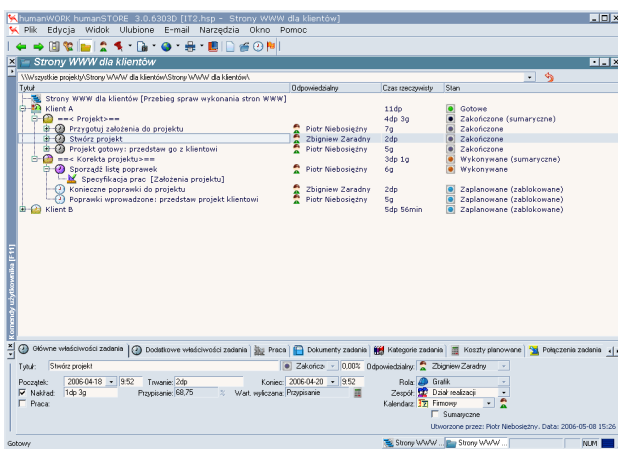 humanWORK humanSTORE 3.0.6303D [IT2.hsp - Strony WWW dla klientów]
Plik Edycja Widok Ulubione E-mail Narzędzia Okno Pomoc
Strony WWW dla klientów
\\Wszystkie projekty\Strony WWW dla klientów\Strony WWW dla klientów\
Tytuł Odpowiedzialny Czas rzeczywisty Stan
Strony WWW dla klientów [Przebieg spraw wykonania stron WWW]
Klient A 11dp Gotowe
==< Projekt>== 4dp 3g Zakończone (sumaryczne)
Przygotuj założenia do projektu Piotr Niebosiężny 7g Zakończone
Stwórz projekt Zbigniew Zaradny 2dp Zakończone
Projekt gotowy: przedstaw go z klientowi Piotr Niebosiężny 5g Zakończone
==< Korekta projektu>== 3dp 1g Wykonywane (sumaryczne)
Sporządź listę poprawek Piotr Niebosiężny 6g Wykonywane
Specyfikacja prac [Założenia projektu]
Konieczne poprawki do projektu Zbigniew Zaradny 2dp Zaplanowane (zablokowane)
Poprawki wprowadzone: przedstaw projekt klientowi Piotr Niebosiężny 5g Zaplanowane (zablokowane)
Klient B 5dp 56min Zaplanowane (zablokowane)
Komendy użytkownika [F11]
Główne właściwości zadania Dodatkowe właściwości zadania Praca Dokumenty zadania Kategorie zadania Koszty planowane Połączenia zadania
Tytuł: Stwórz projekt Zakończ 0,00% Odpowiedzialny: Zbigniew Zaradny
Początek: 2006-04-18 9:52 Trwanie: 2dp Koniec: 2006-04-20 9:52 Rola: Grafik
Nakład: 1dp 3g Przypisanie: 68,75 % Wart. wyliczana: Przypisanie Zespół: Dział realizacji
Praca: Kalendarz: Firmowy
Sumaryczne
Utworzone przez: Piotr Niebosiężny. Data: 2006-05-08 15:26
Gotowy Strony WWW ... Strony WWW ... NUM